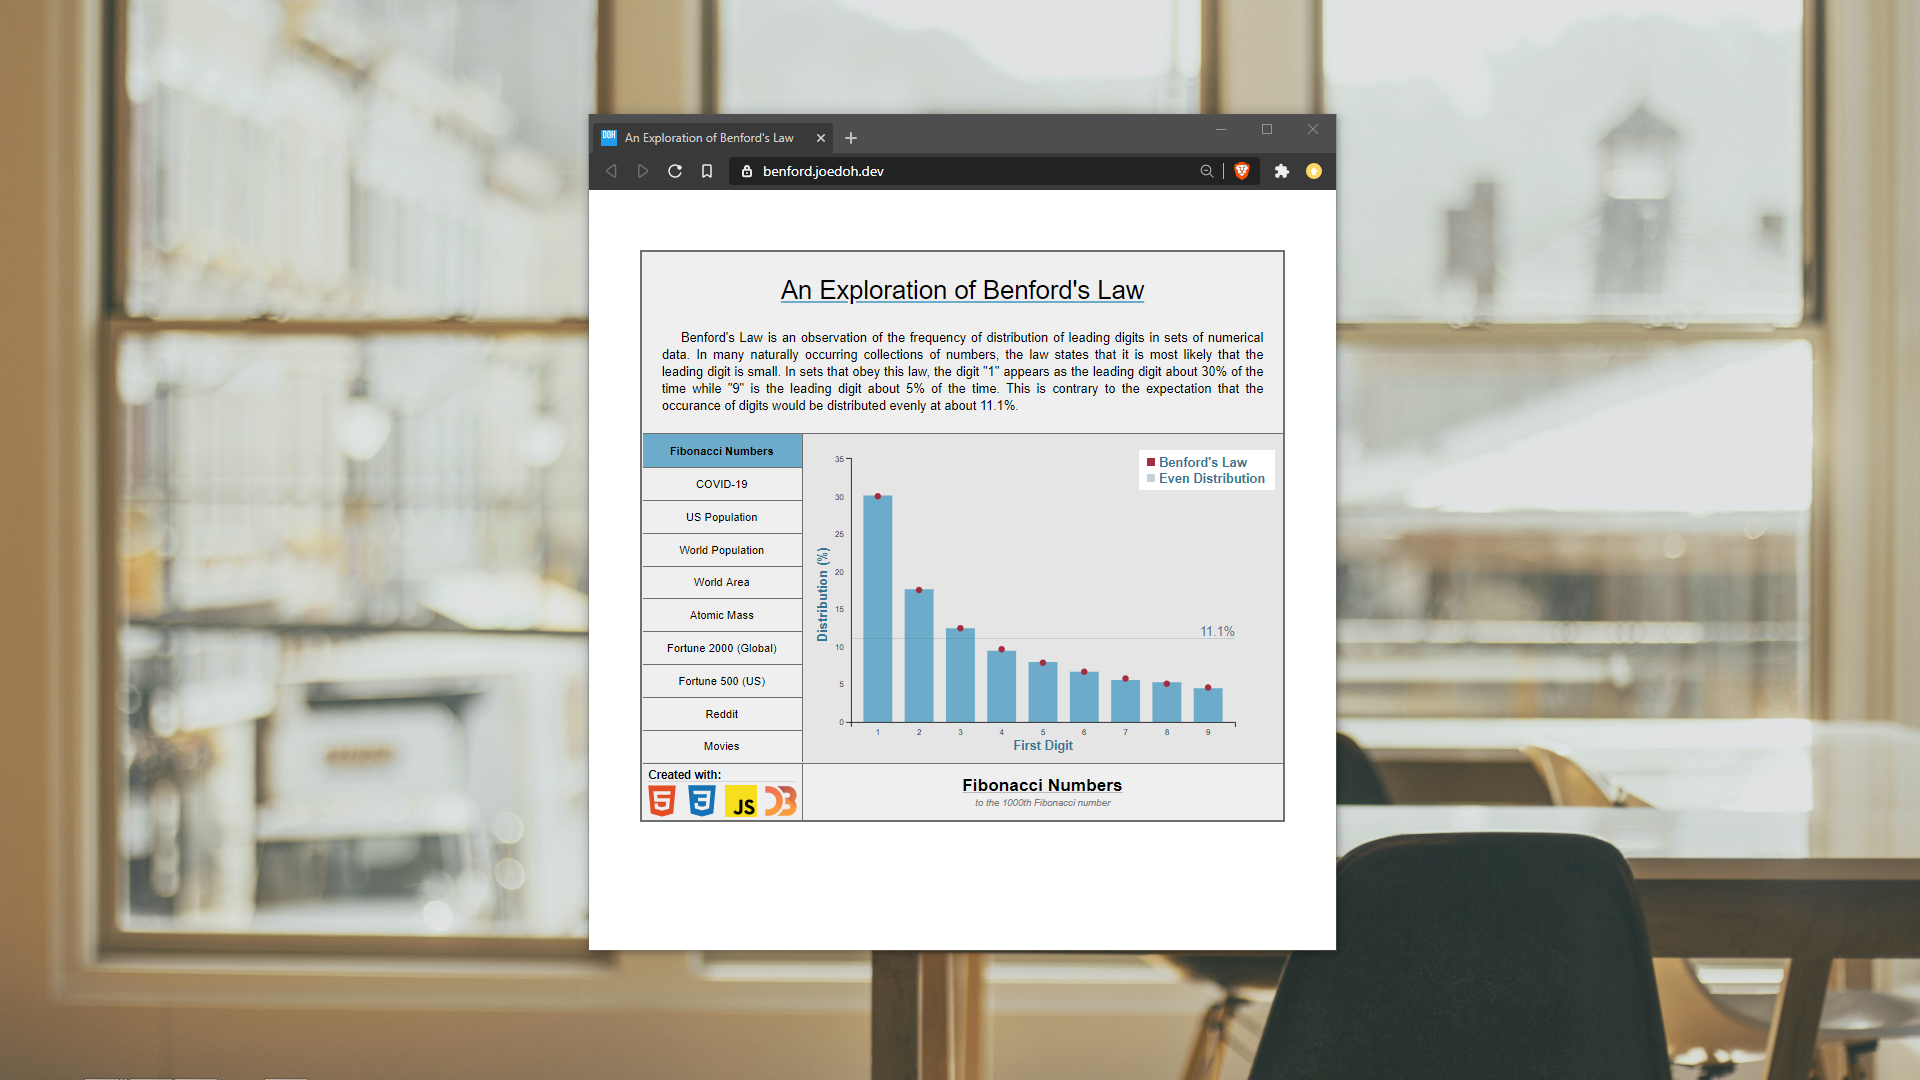 DOH An Exploration of Benford's Law
benford.joedoh.dev
An Exploration of Benford's Law
Benford's Law is an observation of the frequency of distribution of leading digits in sets of numerical
data. In many naturally occurring collections of numbers, the law states that it is most likely that the
leading digit is small. In sets that obey this law, the digit "1" appears as the leading digit about 30% of the
time while "9" is the leading digit about 5% of the time. This is contrary to the expectation that the
occurance of digits would be distributed evenly at about 11.1%.
Fibonacci Numbers
COVID-19
US Population
World Population
World Area
Atomic Mass
Fortune 2000 (Global)
Fortune 500 (US)
Reddit
Movies
Created with:
5 3 JS D3
Benford's Law
Even Distribution
Distribution (%)
35
30
25
20
15
10
5
0
11.1%
1 2 3 4 5 6 7 8 9
First Digit
Fibonacci Numbers
to the 1000th Fibonacci number